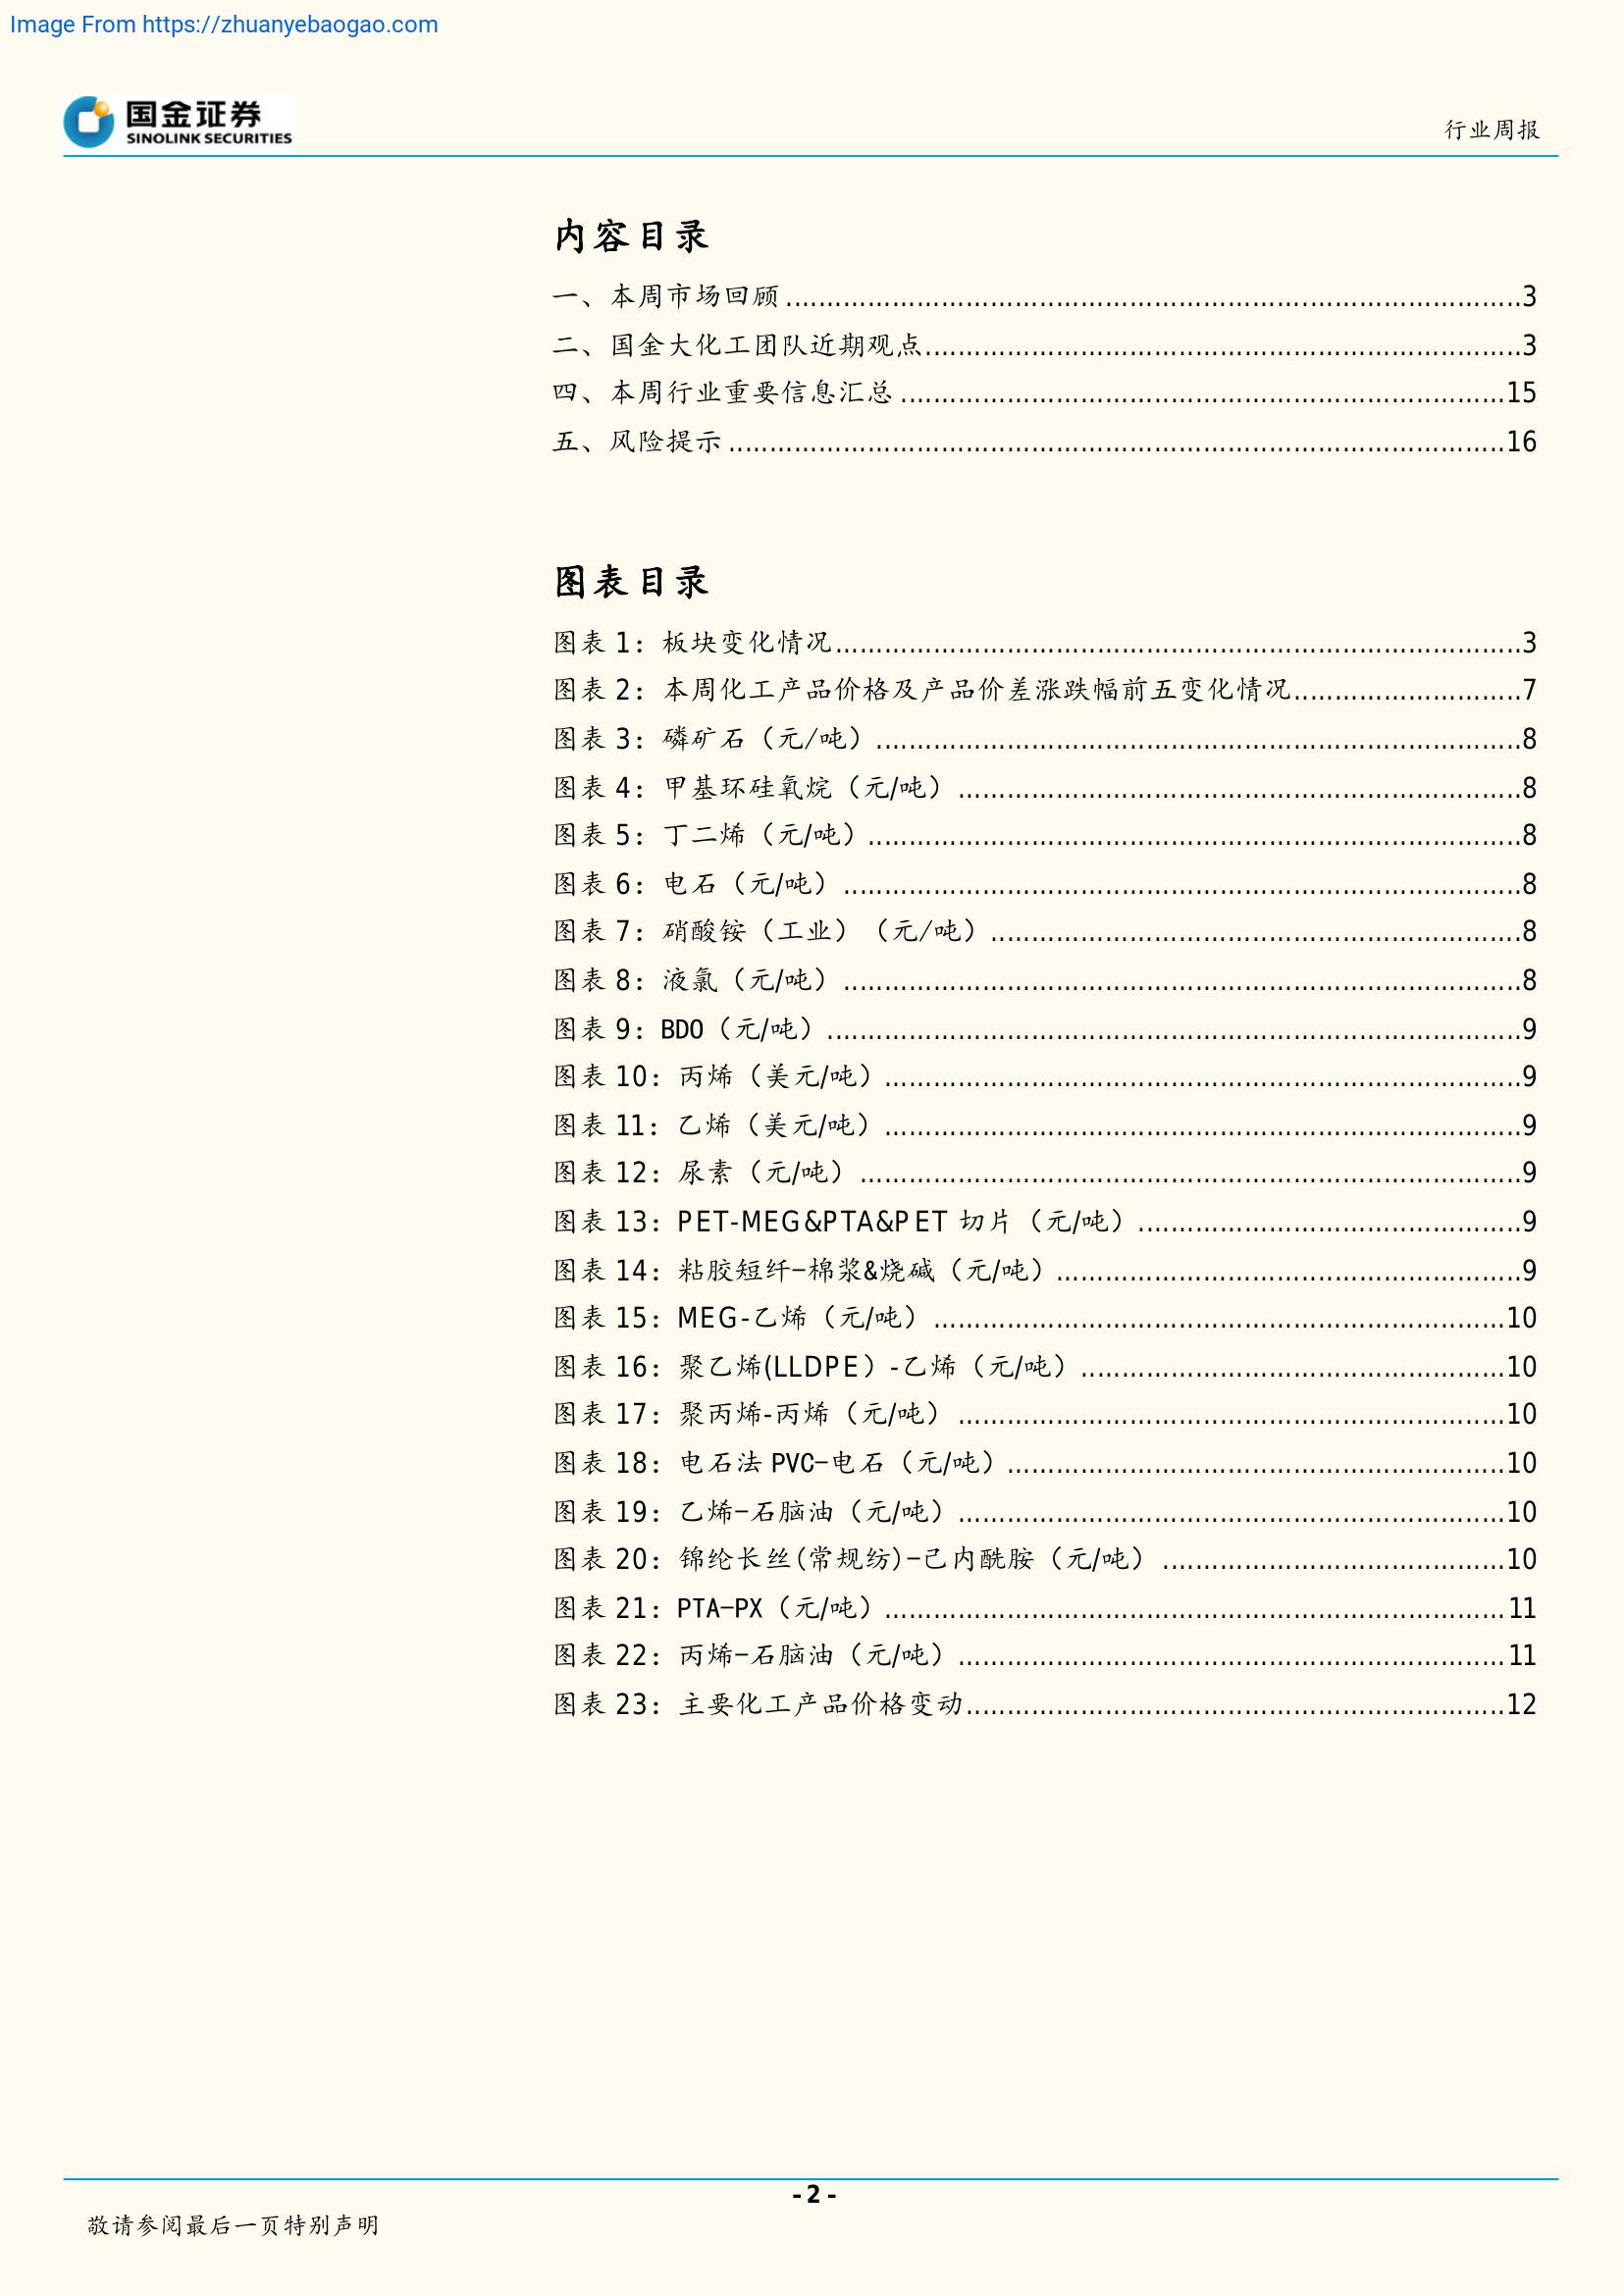 Image From https://zhuanyebaogao.com
国金证券
SINOLINK SECURITIES
行业周报
内容目录
一、本周市场回顾 ........................................................................................3
二、国金大化工团队近期观点........................................................................3
四、本周行业重要信息汇总 ..........................................................................15
五、风险提示 ...............................................................................................16
图表目录
图表 1：板块变化情况...................................................................................3
图表 2：本周化工产品价格及产品价差涨跌幅前五变化情况............................7
图表 3：磷矿石（元/吨）..............................................................................8
图表 4：甲基环硅氧烷（元/吨） ....................................................................8
图表 5：丁二烯（元/吨）...............................................................................8
图表 6：电石（元/吨） ..................................................................................8
图表 7：硝酸铵（工业）（元/吨）................................................................8
图表 8：液氯（元/吨） ..................................................................................8
图表 9：BDO（元/吨）....................................................................................9
图表 10：丙烯（美元/吨）.............................................................................9
图表 11：乙烯（美元/吨）.............................................................................9
图表 12：尿素（元/吨） ................................................................................9
图表 13：PET-MEG&PTA&PET 切片（元/吨）...............................................9
图表 14：粘胶短纤–棉浆&烧碱（元/吨）........................................................9
图表 15：MEG-乙烯（元/吨） ......................................................................10
图表 16：聚乙烯(LLDPE）-乙烯（元/吨）....................................................10
图表 17：聚丙烯-丙烯（元/吨） ...................................................................10
图表 18：电石法 PVC–电石（元/吨）.............................................................10
图表 19：乙烯–石脑油（元/吨）...................................................................10
图表 20：锦纶长丝(常规纺)–己内酰胺（元/吨） ..........................................10
图表 21：PTA–PX（元/吨）............................................................................11
图表 22：丙烯–石脑油（元/吨）...................................................................11
图表 23：主要化工产品价格变动..................................................................12
- 2 -
敬请参阅最后一页特别声明